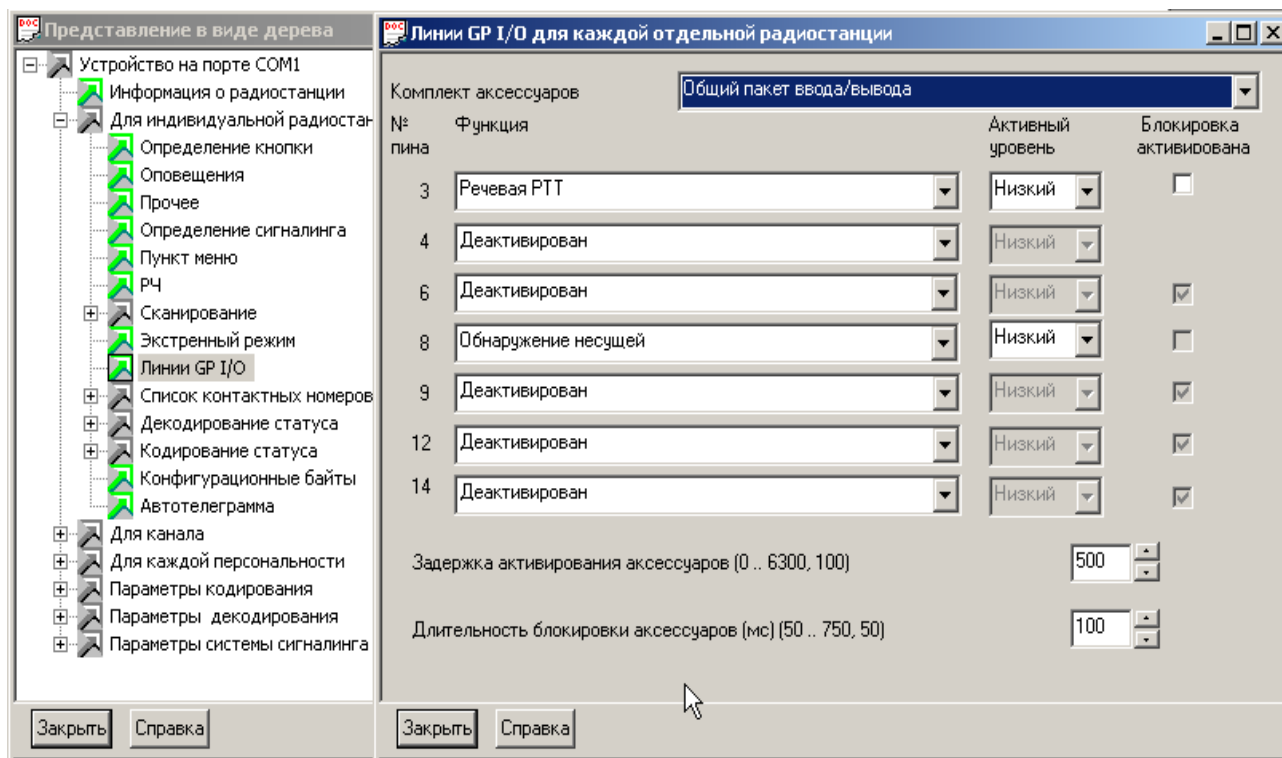 Представление в виде дерева
Устройство на порте COM1
Информация о радиостанции
Для индивидуальной радиостан
Определение кнопки
Оповещения
Прочее
Определение сигналинга
Пункт меню
РЧ
Сканирование
Экстренный режим
Линии GP I/O
Список контактных номеров
Декодирование статуса
Кодирование статуса
Конфигурационные байты
Автотелеграмма
Для канала
Для каждой персональности
Параметры кодирования
Параметры декодирования
Параметры системы сигналинга
Закрыть Справка
Линии GP I/O для каждой отдельной радиостанции
Комплект аксессуаров Общий пакет ввода/вывода
№ пина Функция Активный уровень Блокировка активирована
3 Речевая PTT Низкий
4 Деактивирован Низкий
6 Деактивирован Низкий
8 Обнаружение несущей Низкий
9 Деактивирован Низкий
12 Деактивирован Низкий
14 Деактивирован Низкий
Задержка активирования аксессуаров (0 .. 6300, 100) 500
Длительность блокировки аксессуаров (мс) (50 .. 750, 50) 100
Закрыть Справка